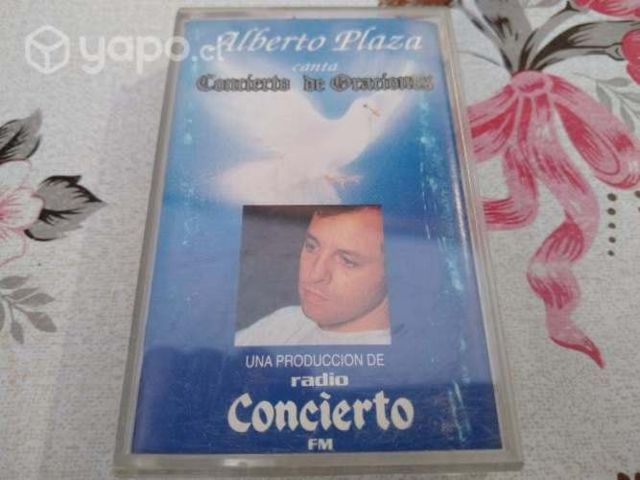 yapo.cl
Alberto Plaza
canta
Concierto de Oraciones
UNA PRODUCCION DE
radio
Concierto
FM